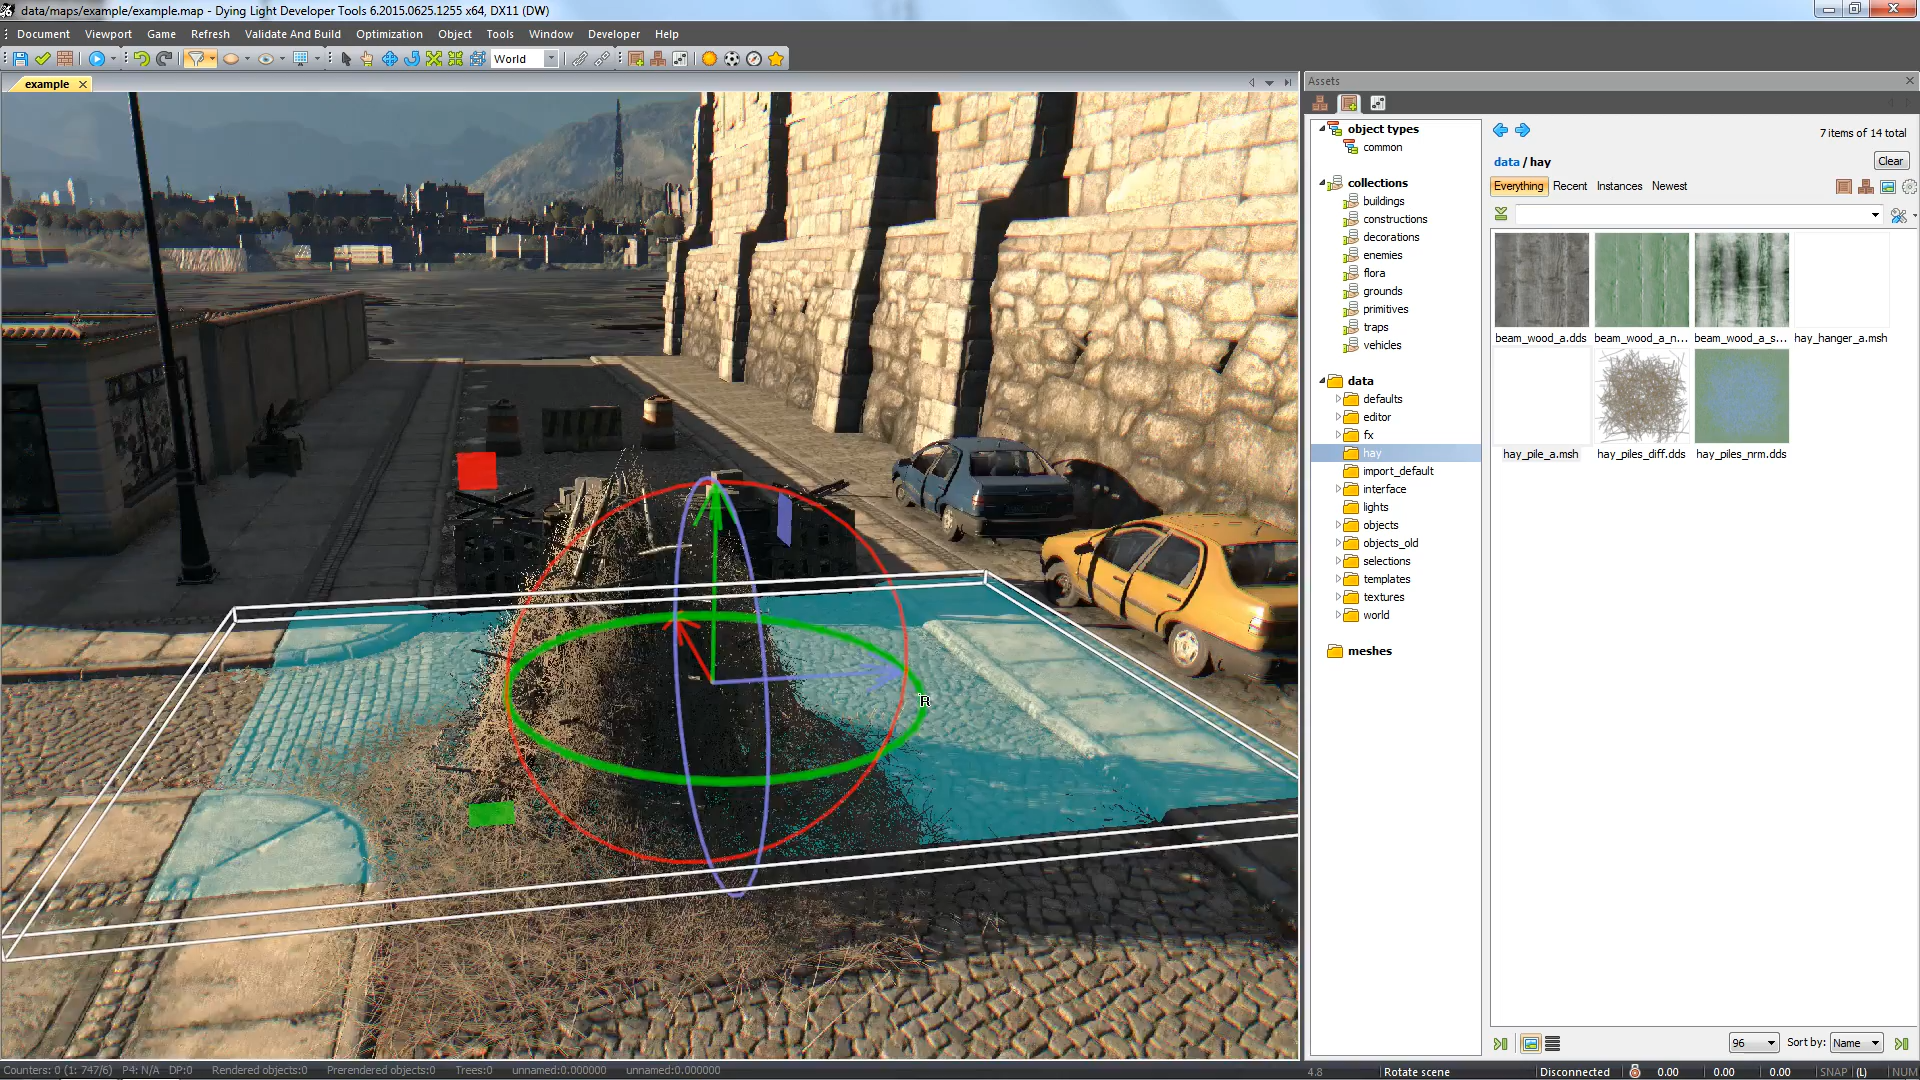 data/maps/example/example.map - Dying Light Developer Tools 6.2015.0625.1255 x64, DX11 (DW)
Document Viewport Game Refresh Validate And Build Optimization Object Tools Window Developer Help
World
example
Assets
object types
common
collections
buildings
constructions
decorations
enemies
flora
grounds
primitives
traps
vehicles
data
defaults
editor
fx
hay
import_default
interface
lights
objects
objects_old
selections
templates
textures
world
meshes
7 items of 14 total
data / hay
Clear
Everything Recent Instances Newest
beam_wood_a.dds beam_wood_a_n... beam_wood_a_s... hay_hanger_a.msh
hay_pile_a.msh hay_piles_diff.dds hay_piles_nrm.dds
R
96 Sort by: Name
Counters: 0 (1: 747/6) P4: N/A DP:0 Rendered objects:0 Prerendered objects:0 Trees:0 unnamed:0.000000 unnamed:0.000000 4.8 Rotate scene Disconnected 0.00 0.00 0.00 SNAP (L) NUM